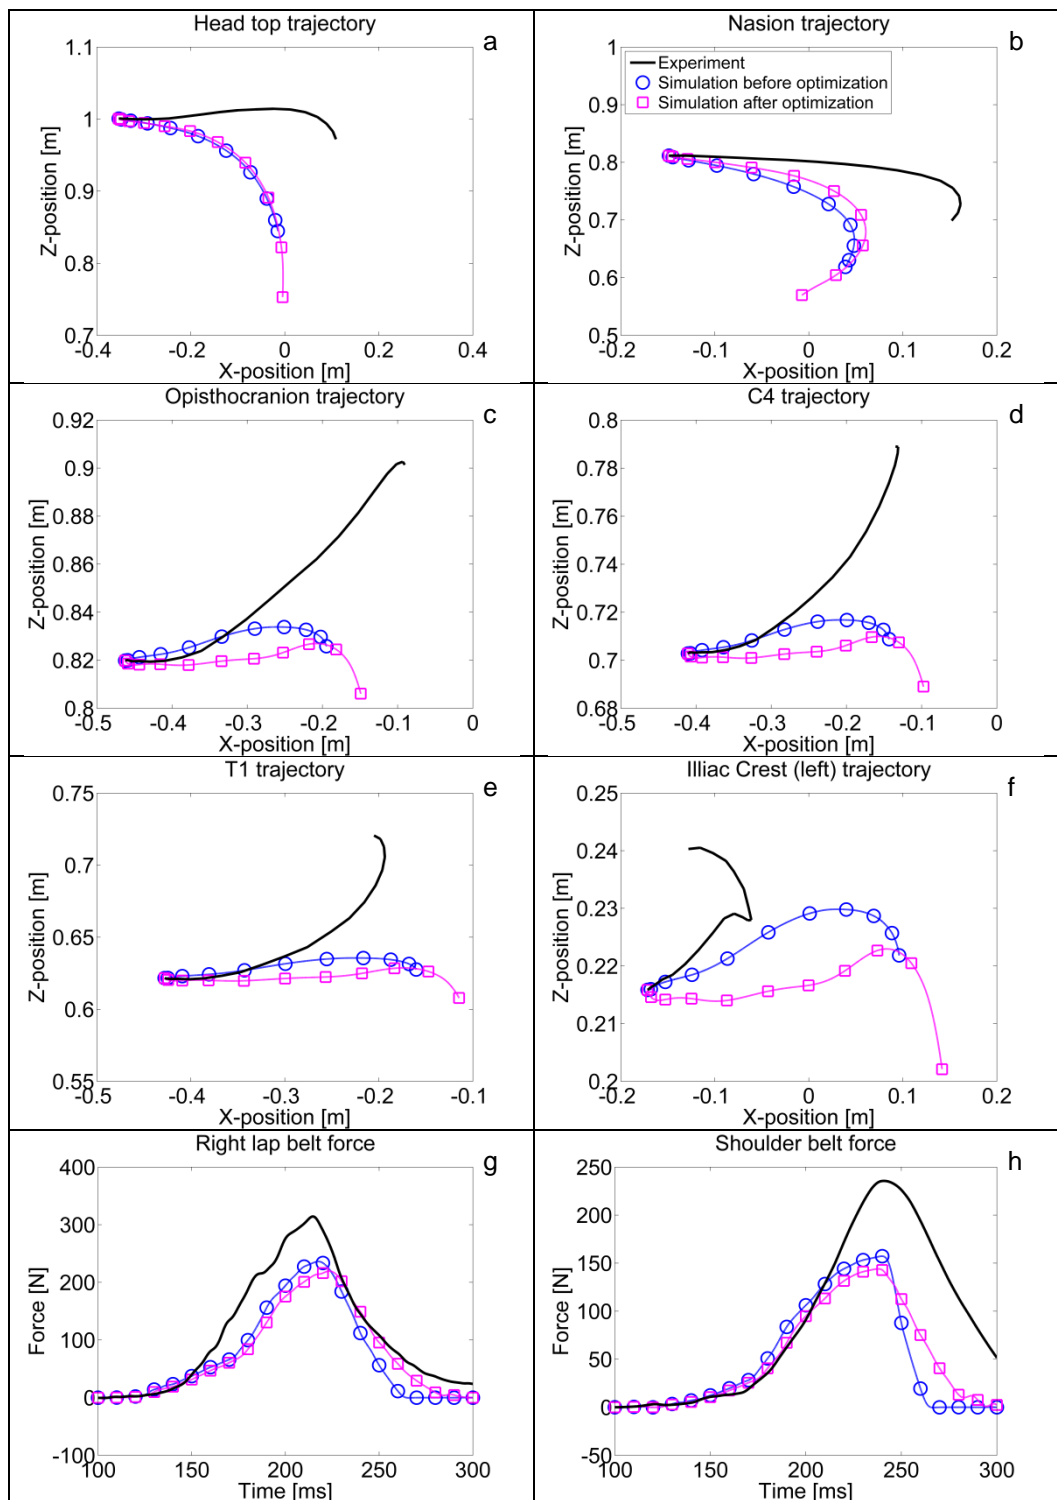 Head top trajectory
a
1.1
1
0.9
0.8
0.7
Z-position [m]
-0.4
-0.2
0
0.2
0.4
X-position [m]
Nasion trajectory
b
Experiment
Simulation before optimization
Simulation after optimization
1
0.9
0.8
0.7
0.6
0.5
Z-position [m]
-0.2
-0.1
0
0.1
0.2
X-position [m]
Opisthocranion trajectory
c
0.92
0.9
0.88
0.86
0.84
0.82
0.8
Z-position [m]
-0.5
-0.4
-0.3
-0.2
-0.1
0
X-position [m]
C4 trajectory
d
0.8
0.78
0.76
0.74
0.72
0.7
0.68
Z-position [m]
-0.5
-0.4
-0.3
-0.2
-0.1
0
X-position [m]
T1 trajectory
e
0.75
0.7
0.65
0.6
0.55
Z-position [m]
-0.5
-0.4
-0.3
-0.2
-0.1
X-position [m]
Illiac Crest (left) trajectory
f
0.25
0.24
0.23
0.22
0.21
0.2
Z-position [m]
-0.2
-0.1
0
0.1
0.2
X-position [m]
Right lap belt force
g
400
300
200
100
0
-100
Force [N]
100
150
200
250
300
Time [ms]
Shoulder belt force
h
250
200
150
100
50
0
-50
Force [N]
100
150
200
250
300
Time [ms]